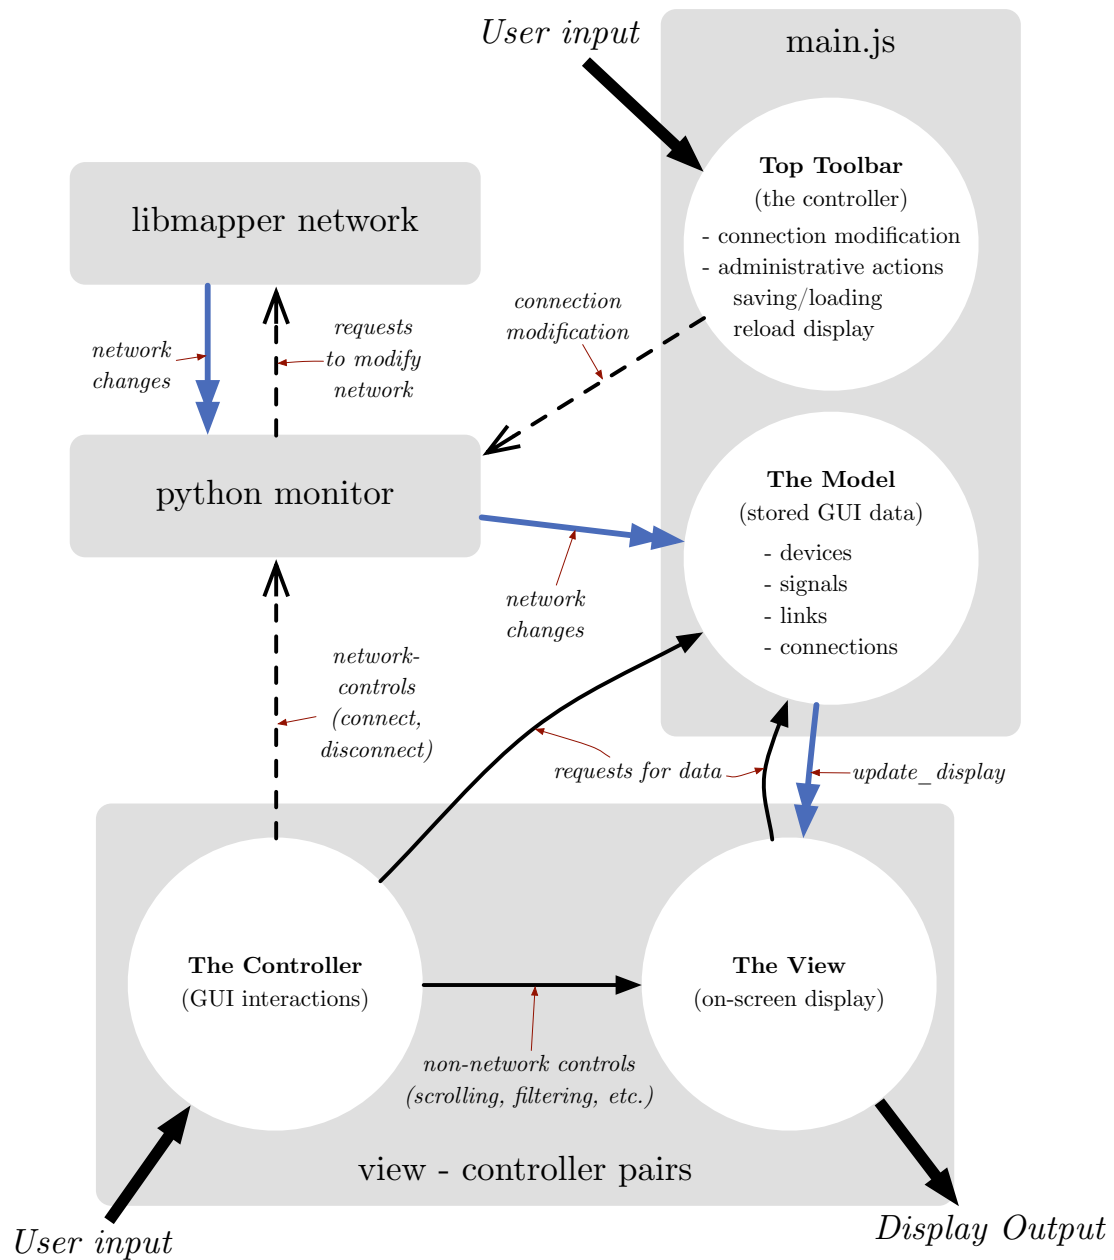 User input
main.js
Top Toolbar
(the controller)
- connection modification
- administrative actions
saving/loading
reload display
libmapper network
connection
modification
requests
to modify
network
network
changes
python monitor
The Model
(stored GUI data)
- devices
- signals
- links
- connections
network
changes
network-
controls
(connect,
disconnect)
requests for data
update_display
The Controller
(GUI interactions)
The View
(on-screen display)
non-network controls
(scrolling, filtering, etc.)
view - controller pairs
User input
Display Output